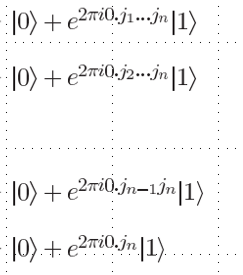 |0⟩ + e^{2πi0.j_1...j_n}|1⟩
|0⟩ + e^{2πi0.j_2...j_n}|1⟩
|0⟩ + e^{2πi0.j_{n−1}j_n}|1⟩
|0⟩ + e^{2πi0.j_n}|1⟩